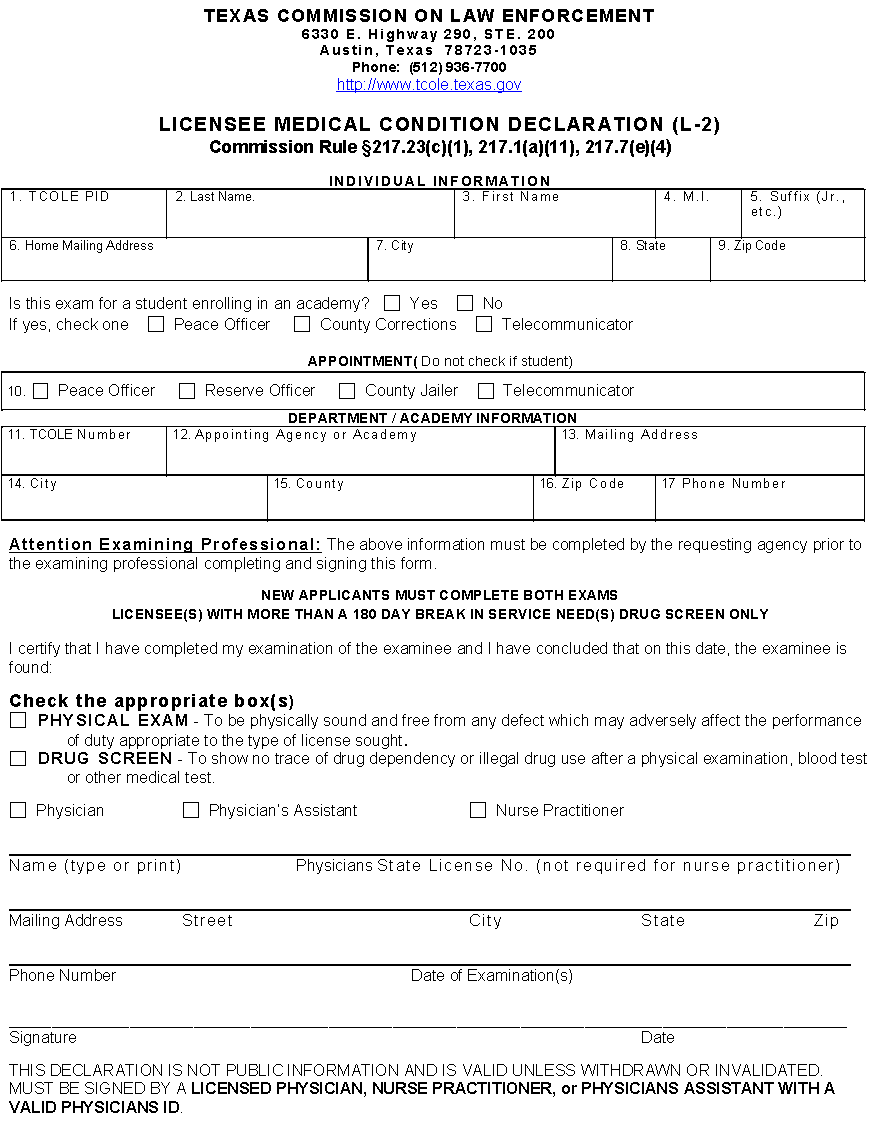 TEXAS COMMISSION ON LAW ENFORCEMENT
6330 E. Highway 290, STE. 200
Austin, Texas 78723-1035
Phone: (512) 936-7700
http://www.tcole.texas.gov
LICENSEE MEDICAL CONDITION DECLARATION (L-2)
Commission Rule §217.23(c)(1), 217.1(a)(11), 217.7(e)(4)
INDIVIDUAL INFORMATION
1. TCOLE PID 2. Last Name. 3. First Name 4. M.I. 5. Suffix (Jr., etc.)
6. Home Mailing Address 7. City 8. State 9. Zip Code
Is this exam for a student enrolling in an academy? ☐ Yes ☐ No
If yes, check one ☐ Peace Officer ☐ County Corrections ☐ Telecommunicator
APPOINTMENT( Do not check if student)
10. ☐ Peace Officer ☐ Reserve Officer ☐ County Jailer ☐ Telecommunicator
DEPARTMENT / ACADEMY INFORMATION
11. TCOLE Number 12. Appointing Agency or Academy 13. Mailing Address
14. City 15. County 16. Zip Code 17 Phone Number
Attention Examining Professional: The above information must be completed by the requesting agency prior to
the examining professional completing and signing this form.
NEW APPLICANTS MUST COMPLETE BOTH EXAMS
LICENSEE(S) WITH MORE THAN A 180 DAY BREAK IN SERVICE NEED(S) DRUG SCREEN ONLY
I certify that I have completed my examination of the examinee and I have concluded that on this date, the examinee is
found:
Check the appropriate box(s)
☐ PHYSICAL EXAM - To be physically sound and free from any defect which may adversely affect the performance
of duty appropriate to the type of license sought.
☐ DRUG SCREEN - To show no trace of drug dependency or illegal drug use after a physical examination, blood test
or other medical test.
☐ Physician ☐ Physician's Assistant ☐ Nurse Practitioner
Name (type or print) Physicians State License No. (not required for nurse practitioner)
Mailing Address Street City State Zip
Phone Number Date of Examination(s)
Signature Date
THIS DECLARATION IS NOT PUBLIC INFORMATION AND IS VALID UNLESS WITHDRAWN OR INVALIDATED.
MUST BE SIGNED BY A LICENSED PHYSICIAN, NURSE PRACTITIONER, or PHYSICIANS ASSISTANT WITH A
VALID PHYSICIANS ID.